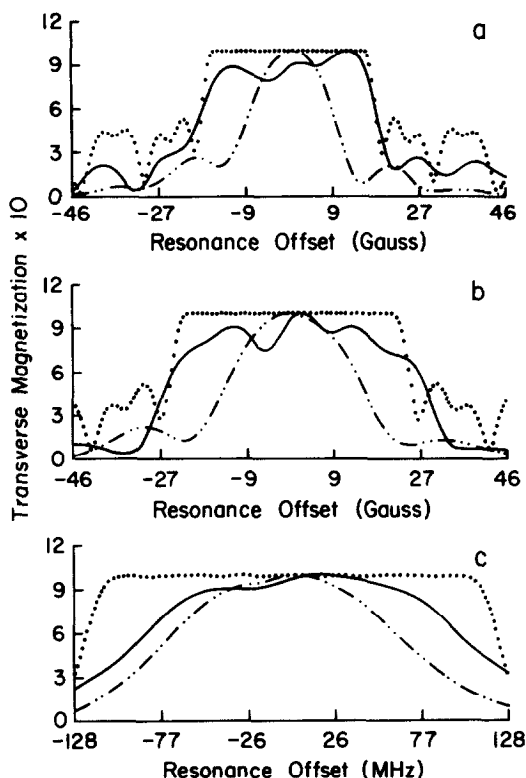 a
12
9
6
3
0
-46 -27 -9 9 27 46
Resonance Offset (Gauss)
Transverse Magnetization x 10
b
12
9
6
3
0
-46 -27 -9 9 27 46
Resonance Offset (Gauss)
c
12
9
6
3
0
-128 -77 -26 26 77 128
Resonance Offset (MHz)